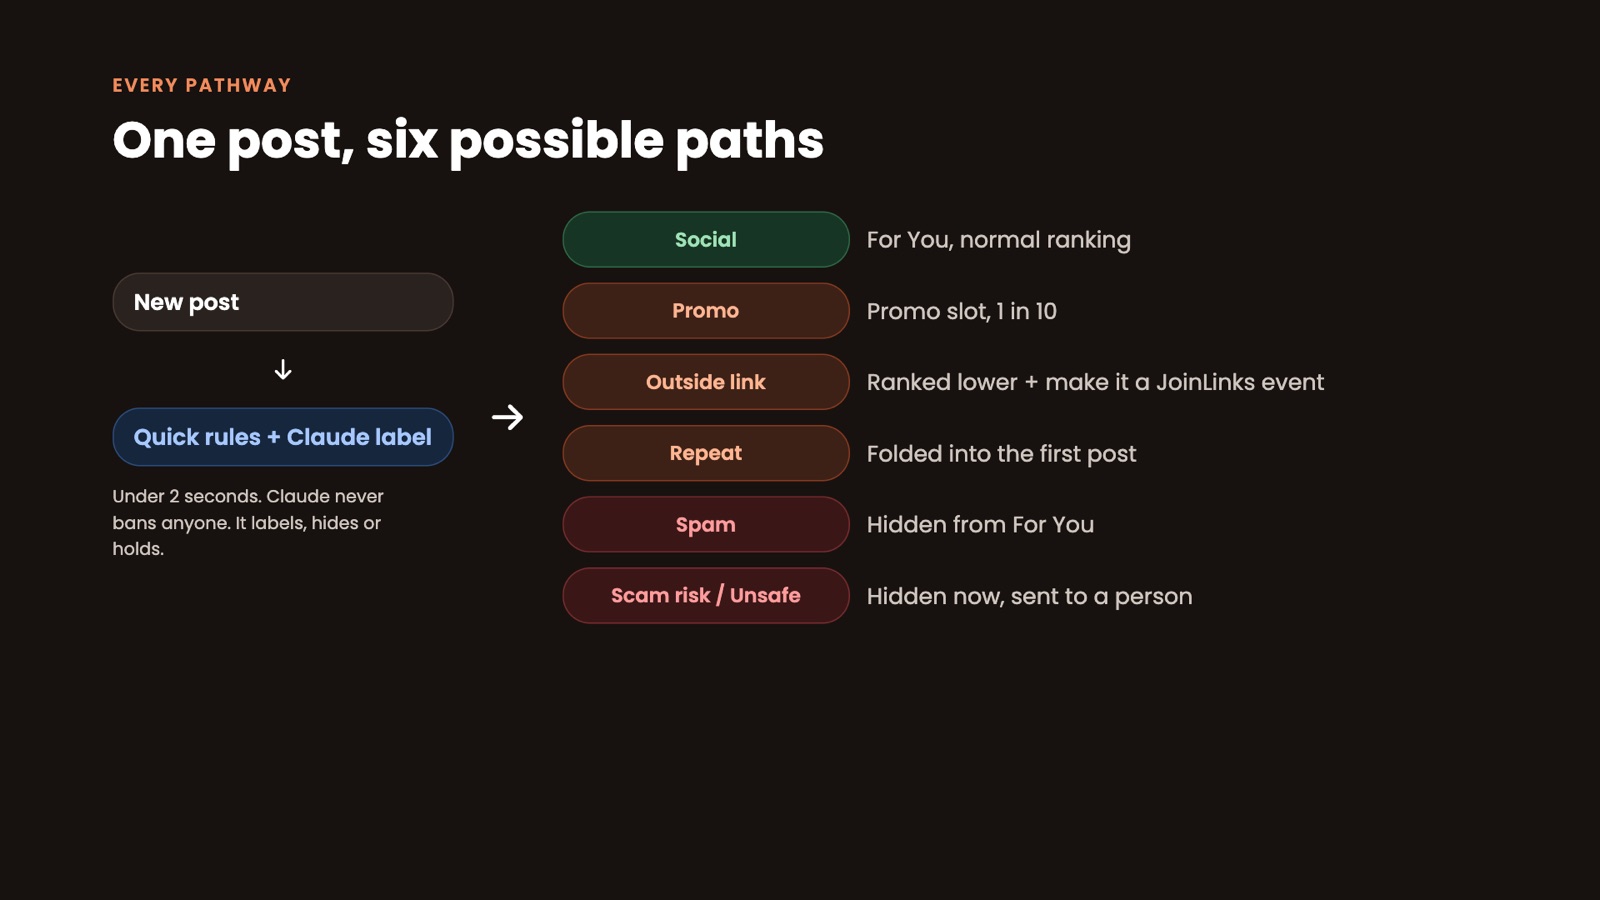 EVERY PATHWAY
One post, six possible paths
New post
↓
Quick rules + Claude label
Under 2 seconds. Claude never
bans anyone. It labels, hides or
holds.
→
Social
For You, normal ranking
Promo
Promo slot, 1 in 10
Outside link
Ranked lower + make it a JoinLinks event
Repeat
Folded into the first post
Spam
Hidden from For You
Scam risk / Unsafe
Hidden now, sent to a person